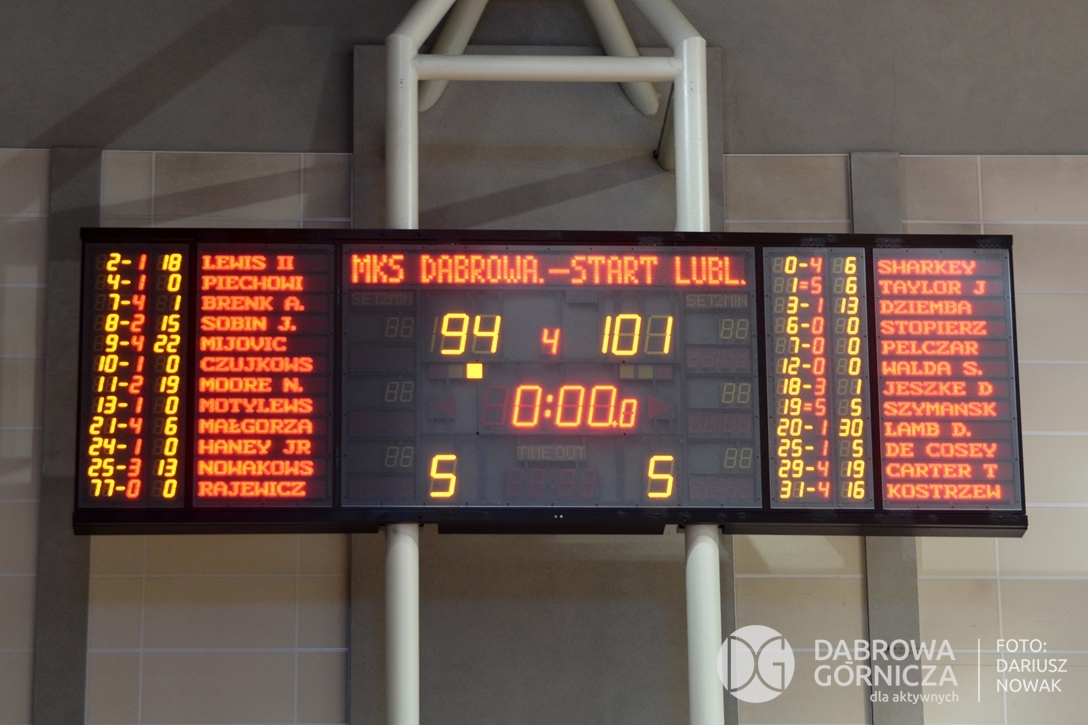 MKS DABROWA.-START LUBL.
2-1 18 LEWIS II
4-1 0 PIECHOWI
7-4 1 BRENK A.
8-2 15 SOBIN J.
9-4 22 MIJOVIC
10-1 0 CZUJKOWS
11-2 19 MOORE N.
13-1 0 MOTYLEWS
21-4 6 MAŁGORZA
24-1 0 HANEY JR
25-3 13 NOWAKOWS
77-0 0 RAJEWICZ
SET2MIN
SET2MIN
94 4 101
0:00.0
TIME OUT
5 5
0-4 6 SHARKEY
1=5 6 TAYLOR J
3-1 13 DZIEMBA
6-0 0 STOPIERZ
7-0 0 PELCZAR
12-0 0 WALDA S.
18-3 1 JESZKE D
19=5 5 SZYMAŃSK
20-1 30 LAMB D.
25-1 5 DE COSEY
29-4 19 CARTER T
31-4 16 KOSTRZEW
DG
DĄBROWA
GÓRNICZA
dla aktywnych
FOTO:
DARIUSZ
NOWAK